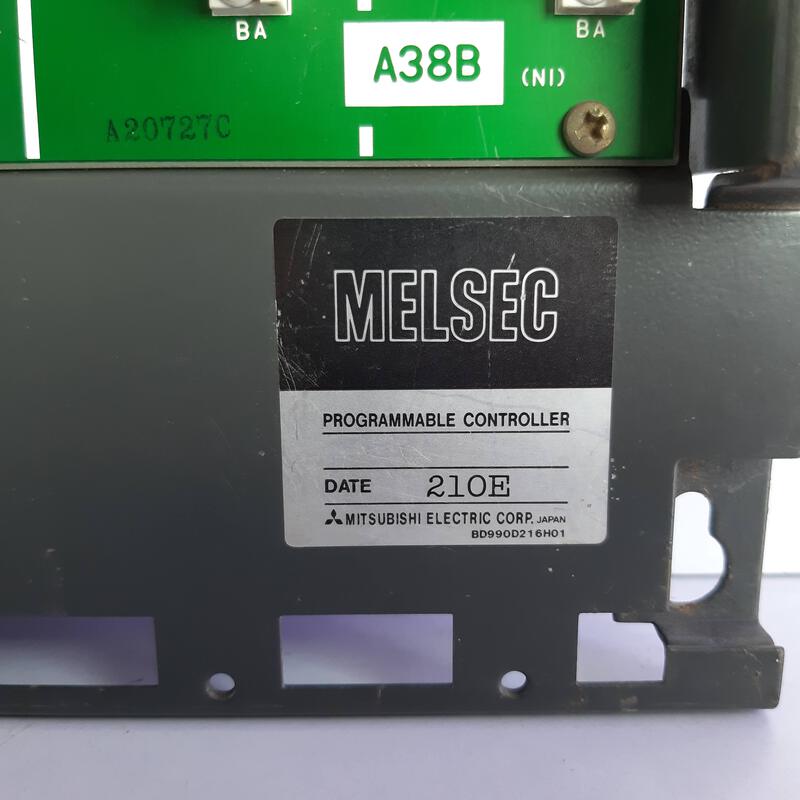 BA
BA
A38B
(NI)
A20727C
MELSEC
PROGRAMMABLE CONTROLLER
DATE 210E
MITSUBISHI ELECTRIC CORP. JAPAN
BD990D216H01